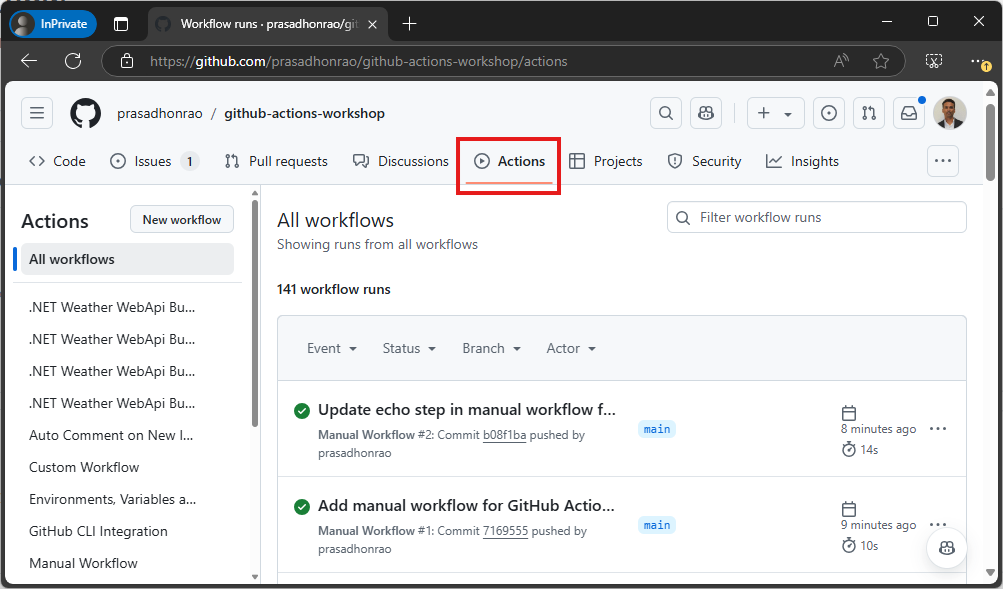 InPrivate
Workflow runs · prasadhonrao/git
https://github.com/prasadhonrao/github-actions-workshop/actions
prasadhonrao / github-actions-workshop
Code Issues 1 Pull requests Discussions Actions Projects Security Insights
Actions
New workflow
All workflows
.NET Weather WebApi Bu...
.NET Weather WebApi Bu...
.NET Weather WebApi Bu...
.NET Weather WebApi Bu...
Auto Comment on New I...
Custom Workflow
Environments, Variables a...
GitHub CLI Integration
Manual Workflow
All workflows
Showing runs from all workflows
Filter workflow runs
141 workflow runs
Event Status Branch Actor
Update echo step in manual workflow f...
Manual Workflow #2: Commit b08f1ba pushed by
prasadhonrao
main
8 minutes ago
14s
Add manual workflow for GitHub Actio...
Manual Workflow #1: Commit 7169555 pushed by
prasadhonrao
main
9 minutes ago
10s